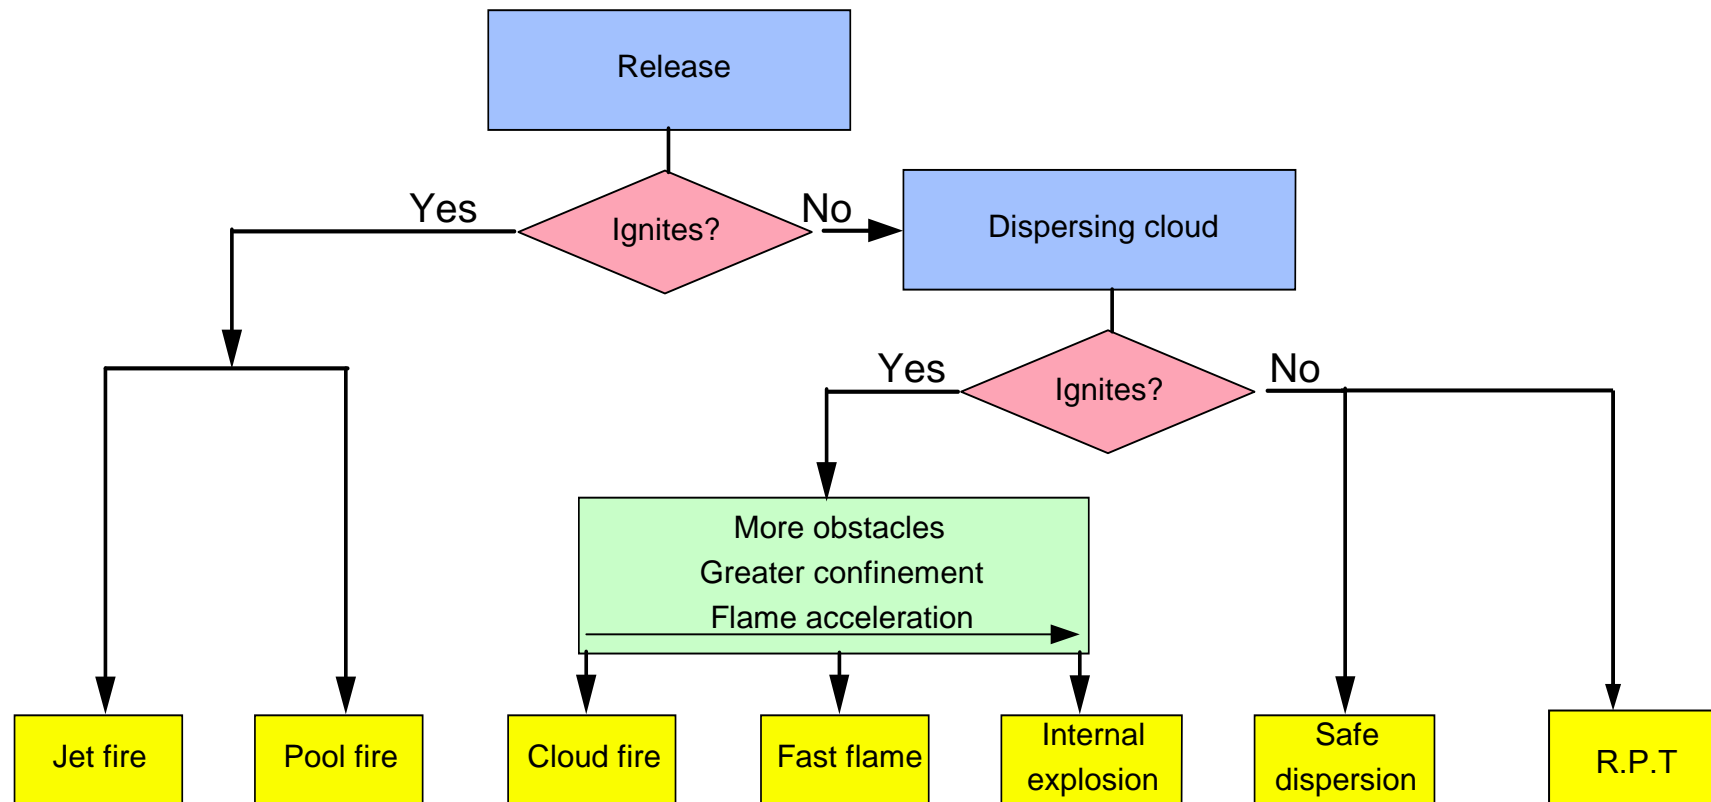 Release
Yes
Ignites?
No
Dispersing cloud
Yes
Ignites?
No
More obstacles
Greater confinement
Flame acceleration
Jet fire
Pool fire
Cloud fire
Fast flame
Internal
explosion
Safe
dispersion
R.P.T